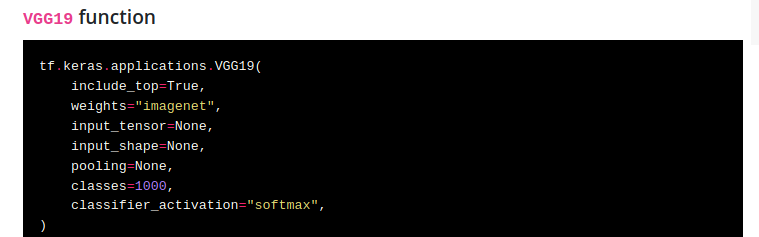 VGG19 function
tf.keras.applications.VGG19(
    include_top=True,
    weights="imagenet",
    input_tensor=None,
    input_shape=None,
    pooling=None,
    classes=1000,
    classifier_activation="softmax",
)